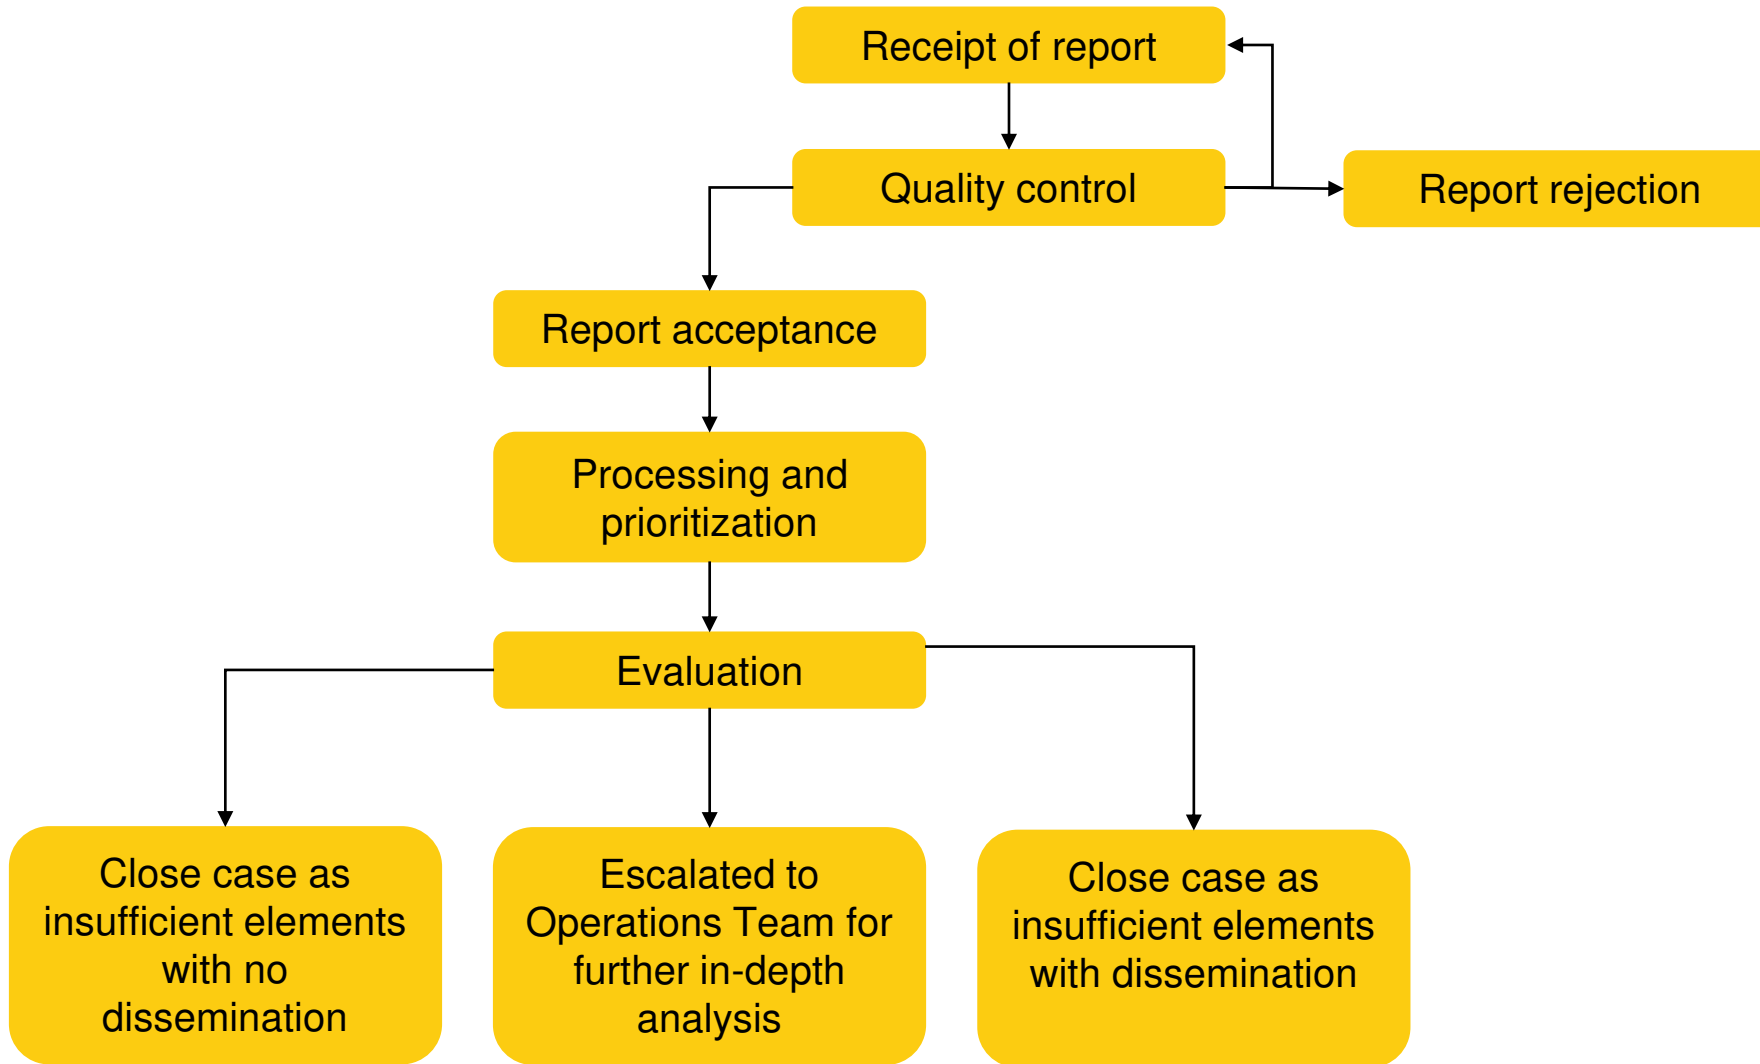 Receipt of report
Quality control
Report rejection
Report acceptance
Processing and
prioritization
Evaluation
Close case as
insufficient elements
with no
dissemination
Escalated to
Operations Team for
further in-depth
analysis
Close case as
insufficient elements
with dissemination